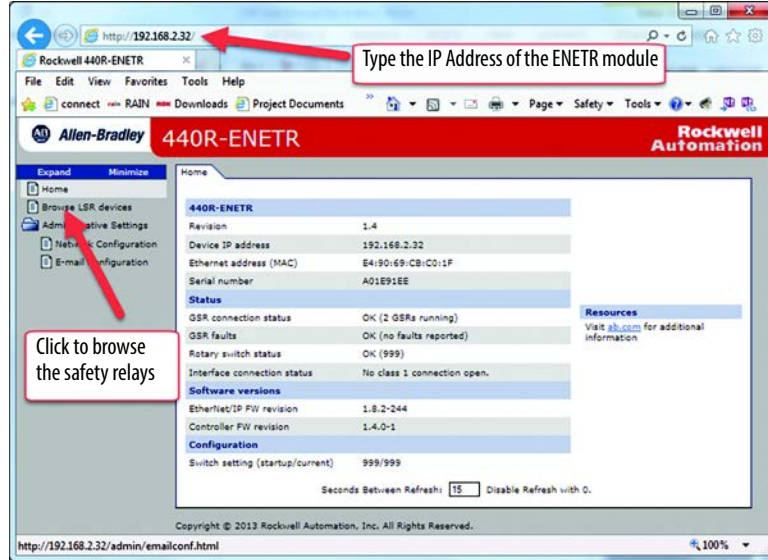 http://192.168.2.32/
Type the IP Address of the ENETR module
Rockwell 440R-ENETR
File Edit View Favorites Tools Help
connect RAIN Downloads Project Documents
Page Safety Tools
Allen-Bradley 440R-ENETR
Rockwell Automation
Expand Minimize
Home
Browse LSR devices
Settings
Configuration
E-mail
Click to browse the safety relays
Home
440R-ENETR
Revision 1.4
Device IP address 192.168.2.32
Ethernet address (MAC) E4:90:69:CB:C0:1F
Serial number A01E91EE
Status
GSR connection status OK (2 GSRs running)
GSR faults OK (no faults reported)
Rotary switch status OK (999)
Interface connection status No class 1 connection open.
Software versions
EtherNet/IP FW revision 1.8.2-244
Controller FW revision 1.4.0-1
Configuration
Switch setting (startup/current) 999/999
Seconds Between Refresh: 15 Disable Refresh with 0.
Resources
Visit ab.com for additional information
Copyright © 2013 Rockwell Automation, Inc. All Rights Reserved.
http://192.168.2.32/admin/emailconf.html
100%